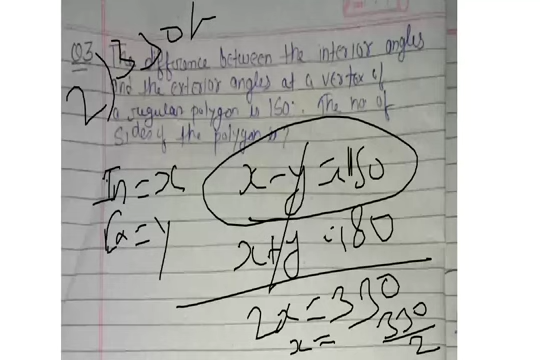 Q3 The difference between the interior angles
and the exterior angles at a vertex of
a regular polygon is 150°. The no of
sides of the polygon is?
In = x
x - y = 150
Ex = y
x + y = 180
2x = 330
x = 330/2